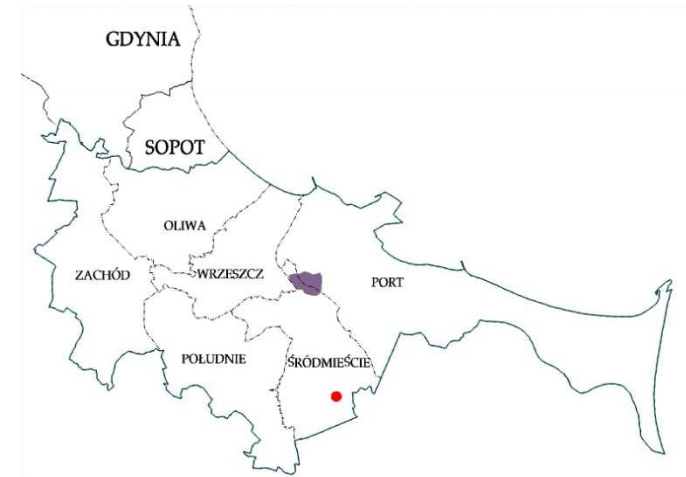 GDYNIA
SOPOT
OLIWA
ZACHÓD
WRZESZCZ
PORT
POŁUDNIE
ŚRÓDMIEŚCIE